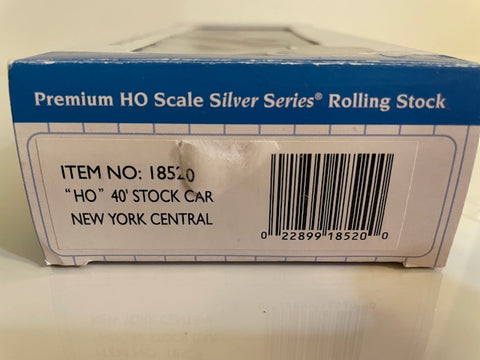 Premium HO Scale Silver Series® Rolling Stock
ITEM NO: 18520
"HO" 40' STOCK CAR
NEW YORK CENTRAL
0 22899 18520 0